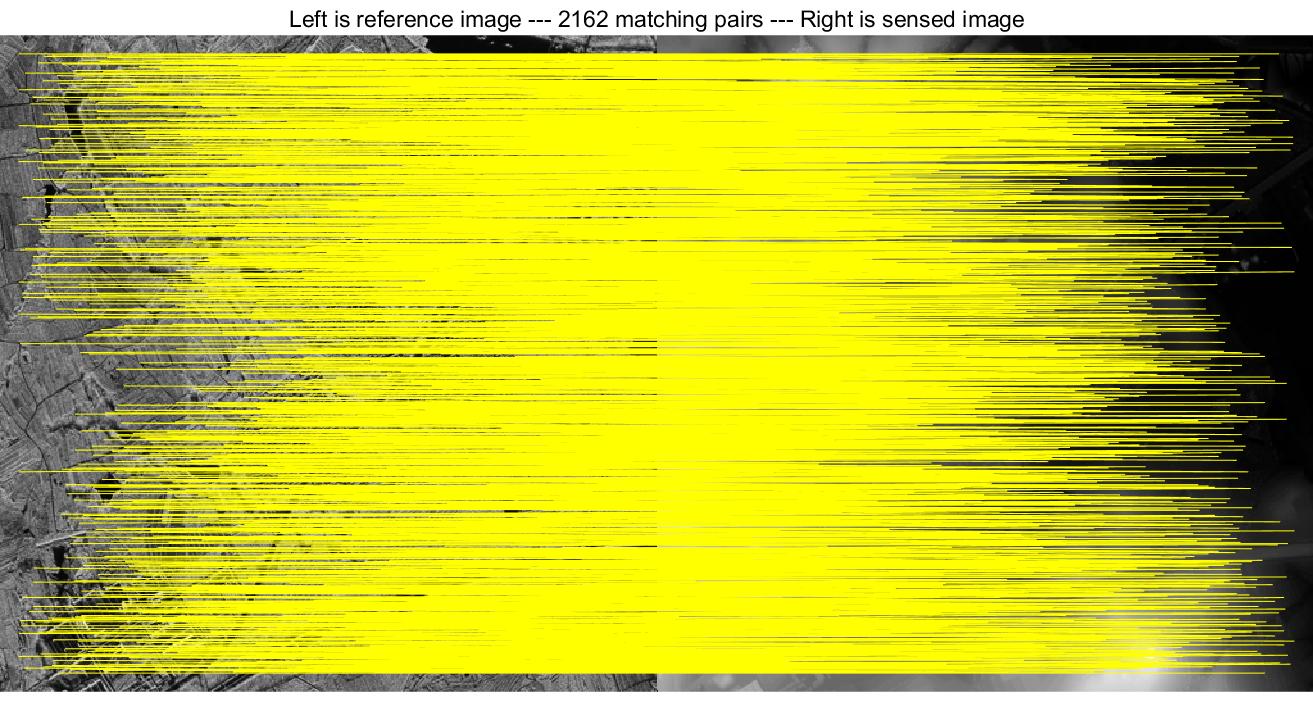 Left is reference image --- 2162 matching pairs --- Right is sensed image